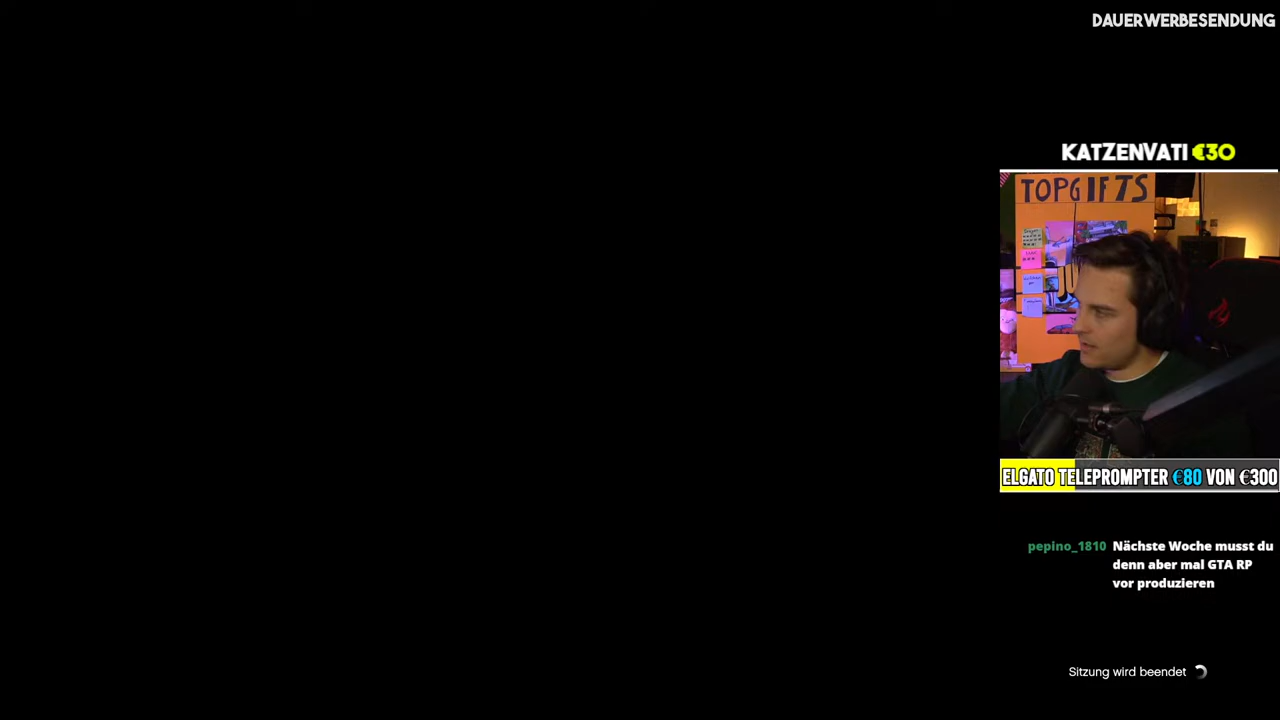 DAUERWERBESENDUNG
KATZENVATI €30
TOPGIFTS
ELGATO TELEPROMPTER €80 VON €300
pepino_1810 Nächste Woche musst du
denn aber mal GTA RP
vor produzieren
Sitzung wird beendet